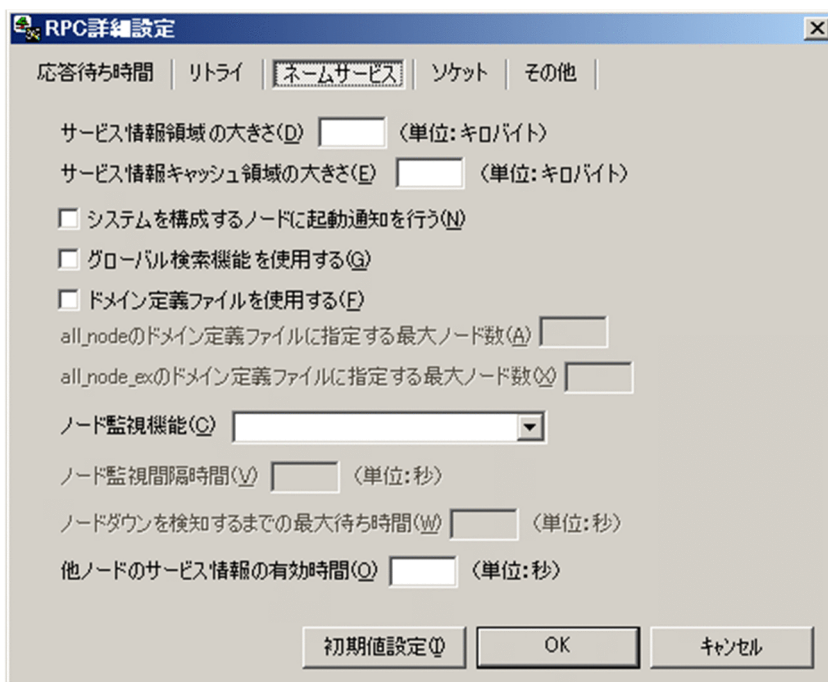 RPC詳細設定
応答待ち時間 リトライ ネームサービス ソケット その他
サービス情報領域の大きさ(D) (単位:キロバイト)
サービス情報キャッシュ領域の大きさ(E) (単位:キロバイト)
システムを構成するノードに起動通知を行う(N)
グローバル検索機能を使用する(G)
ドメイン定義ファイルを使用する(F)
all_nodeのドメイン定義ファイルに指定する最大ノード数(A)
all_node_exのドメイン定義ファイルに指定する最大ノード数(X)
ノード監視機能(C)
ノード監視間隔時間(V) (単位:秒)
ノードダウンを検知するまでの最大待ち時間(W) (単位:秒)
他ノードのサービス情報の有効時間(O) (単位:秒)
初期値設定(I) OK キャンセル